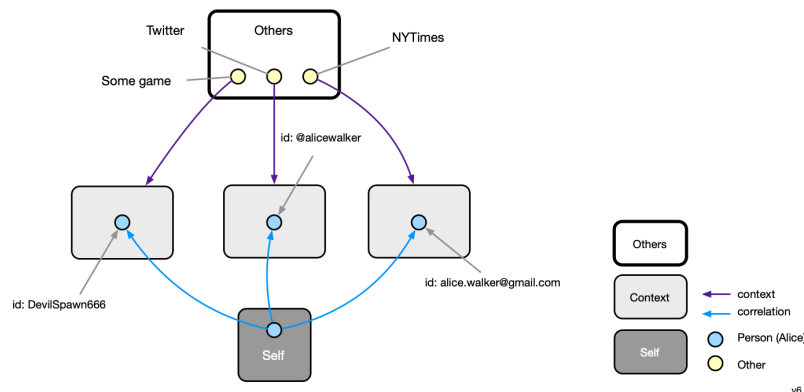 Twitter
Others
NYTimes
Some game
id: @alicewalker
id: DevilSpawn666
id: alice.walker@gmail.com
Self
Others
Context
context
correlation
Self
Person (Alice)
Other
v6